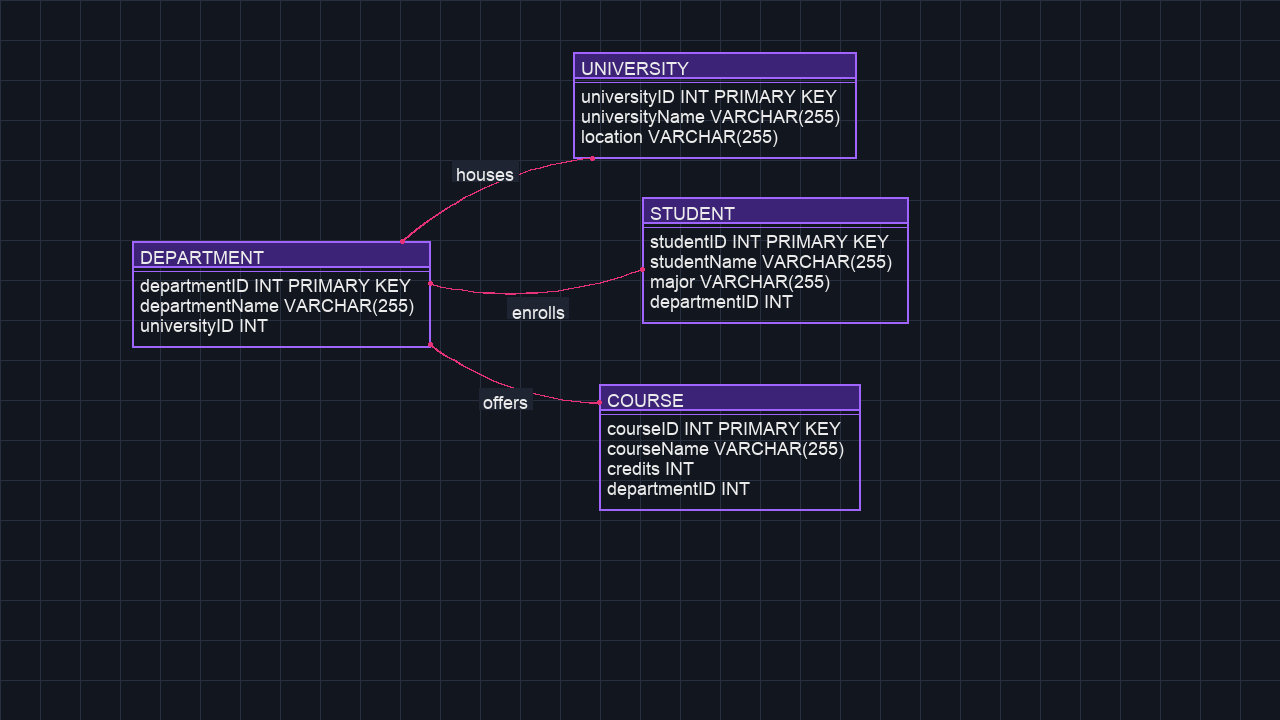 UNIVERSITY
universityID INT PRIMARY KEY
universityName VARCHAR(255)
location VARCHAR(255)
houses
STUDENT
studentID INT PRIMARY KEY
studentName VARCHAR(255)
major VARCHAR(255)
departmentID INT
DEPARTMENT
departmentID INT PRIMARY KEY
departmentName VARCHAR(255)
universityID INT
enrolls
offers
COURSE
courseID INT PRIMARY KEY
courseName VARCHAR(255)
credits INT
departmentID INT